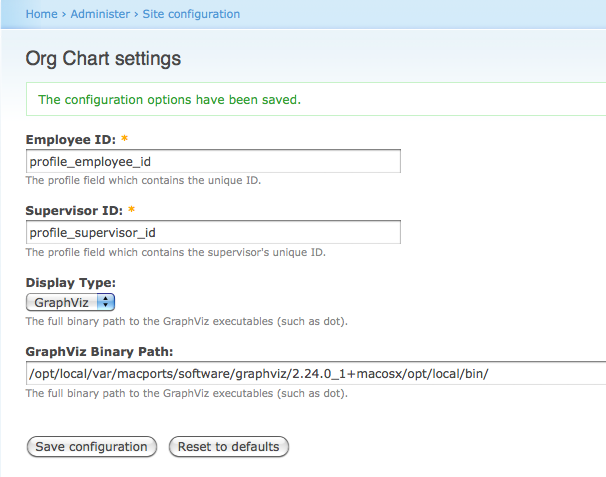 Home › Administer › Site configuration
Org Chart settings
The configuration options have been saved.
Employee ID: *
profile_employee_id
The profile field which contains the unique ID.
Supervisor ID: *
profile_supervisor_id
The profile field which contains the supervisor's unique ID.
Display Type:
GraphViz
The full binary path to the GraphViz executables (such as dot).
GraphViz Binary Path:
/opt/local/var/macports/software/graphviz/2.24.0_1+macosx/opt/local/bin/
The full binary path to the GraphViz executables (such as dot).
Save configuration Reset to defaults